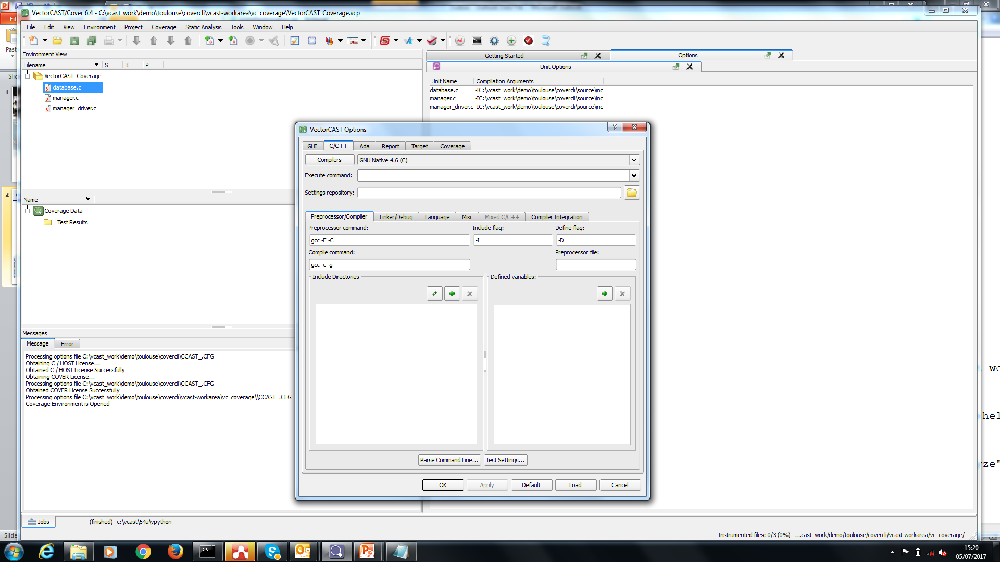 VectorCAST/Cover 6.4 - C:\vcast_work\demo\toulouse\covercli\vcast-workarea\vc_coverage\VectorCAST_Coverage.vcp
File Edit View Environment Project Coverage Static Analysis Tools Window Help
Past
Slid
1
2
Slide
Environment View
Filename S B P
VectorCAST_Coverage
database.c
manager.c
manager_driver.c
Name
Coverage Data
Test Results
Messages
Message Error
Processing options file C:\vcast_work\demo\toulouse\covercli\CCAST_.CFG
Obtaining C / HOST License...
Obtained C / HOST License Successfully
Obtaining COVER License...
Processing options file C:\vcast_work\demo\toulouse\covercli\CCAST_.CFG
Obtained COVER License Successfully
Processing options file C:\vcast_work\demo\toulouse\covercli\vcast-workarea\vc_coverage\\CCAST_.CFG
Coverage Environment is Opened
Getting Started Options
Unit Options
Unit Name Compilation Arguments
database.c -IC:\vcast_work\demo\toulouse\covercli\source\inc
manager.c -IC:\vcast_work\demo\toulouse\covercli\source\inc
manager_driver.c -IC:\vcast_work\demo\toulouse\covercli\source\inc
VectorCAST Options
GUI C/C++ Ada Report Target Coverage
Compilers GNU Native 4.6 (C)
Execute command:
Settings repository:
Preprocessor/Compiler Linker/Debug Language Misc Mixed C/C++ Compiler Integration
Preprocessor command: Include flag: Define flag:
gcc -E -C -I -D
Compile command: Preprocessor file:
gcc -c -g
Include Directories Defined variables:
Parse Command Line... Test Settings...
OK Apply Default Load Cancel
_wc
hel
ze"
Jobs (finished) c:\vcast\64u\vpython
Instrumented files: 0/3 (0%) ...cast_work/demo/toulouse/covercli/vcast-workarea/vc_coverage/
15:20
05/07/2017